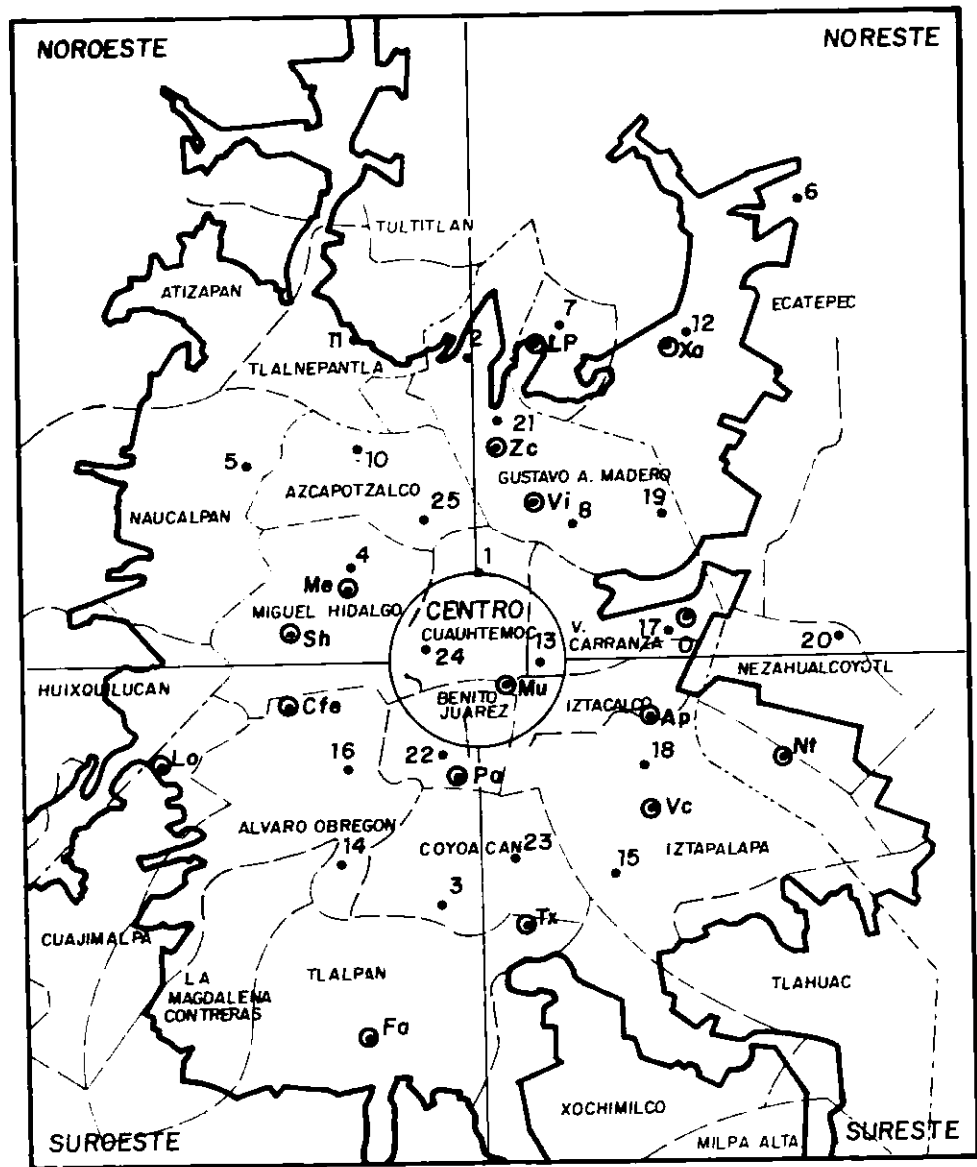 NOROESTE
NORESTE
6
TULTITLAN
ATIZAPAN
ECATEPEC
7
12
11
2
LP
Xa
TLALNEPANTLA
21
Zc
5
10
GUSTAVO A. MADERO
AZCAPOTZALCO
Vi
NAUCALPAN
25
8
19
4
1
Me
MIGUEL HIDALGO
CENTRO
CUAUHTEMOC
V.
CARRANZA
17
Sh
24
13
20
NEZAHUALCOYOTL
HUIXQUILUCAN
Mu
BENITO
JUAREZ
IZTACALCO
Cfe
Ap
22
18
Nt
Lo
16
Pa
Vc
ALVARO OBREGON
14
COYOACAN
23
IZTAPALAPA
15
3
Tx
CUAJIMALPA
LA
MAGDALENA
CONTRERAS
TLALPAN
TLAHUAC
Fa
XOCHIMILCO
SUROESTE
MILPA ALTA
SURESTE